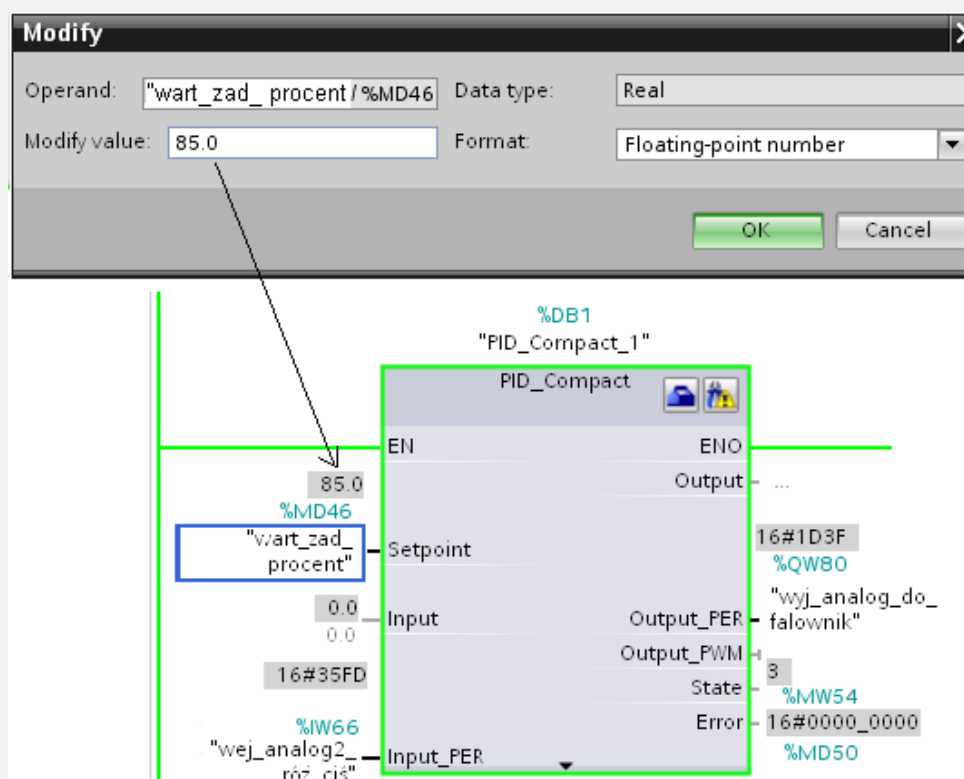 Modify
Operand: "wart_zad_ procent / %MD46 Data type: Real
Modify value: 85.0 Format: Floating-point number
OK Cancel
%DB1
"PID_Compact_1"
PID_Compact
EN ENO
85.0 Output ...
%MD46
"wart_zad_
procent" Setpoint
16#1D3F
%QW80
0.0 Input
0.0
Output_PER "wyj_analog_do_
falownik"
Output_PWM
16#35FD
State 3
%MW54
Error 16#0000_0000
%MD50
%IW66
"wej_analog2_
róż_ciś" Input_PER